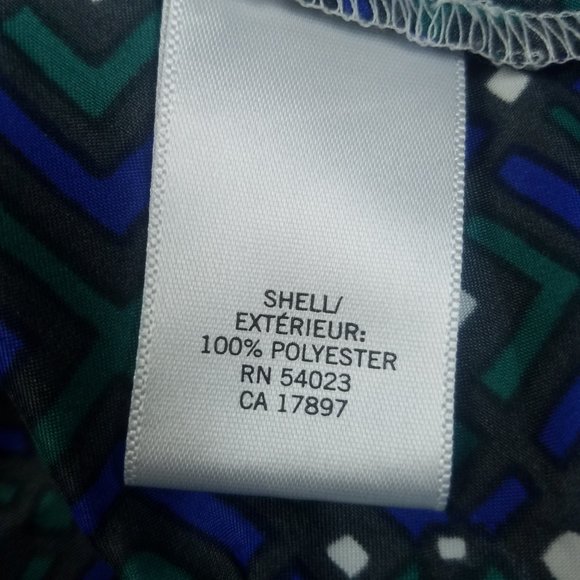 SHELL/
EXTÉRIEUR:
100% POLYESTER
RN 54023
CA 17897